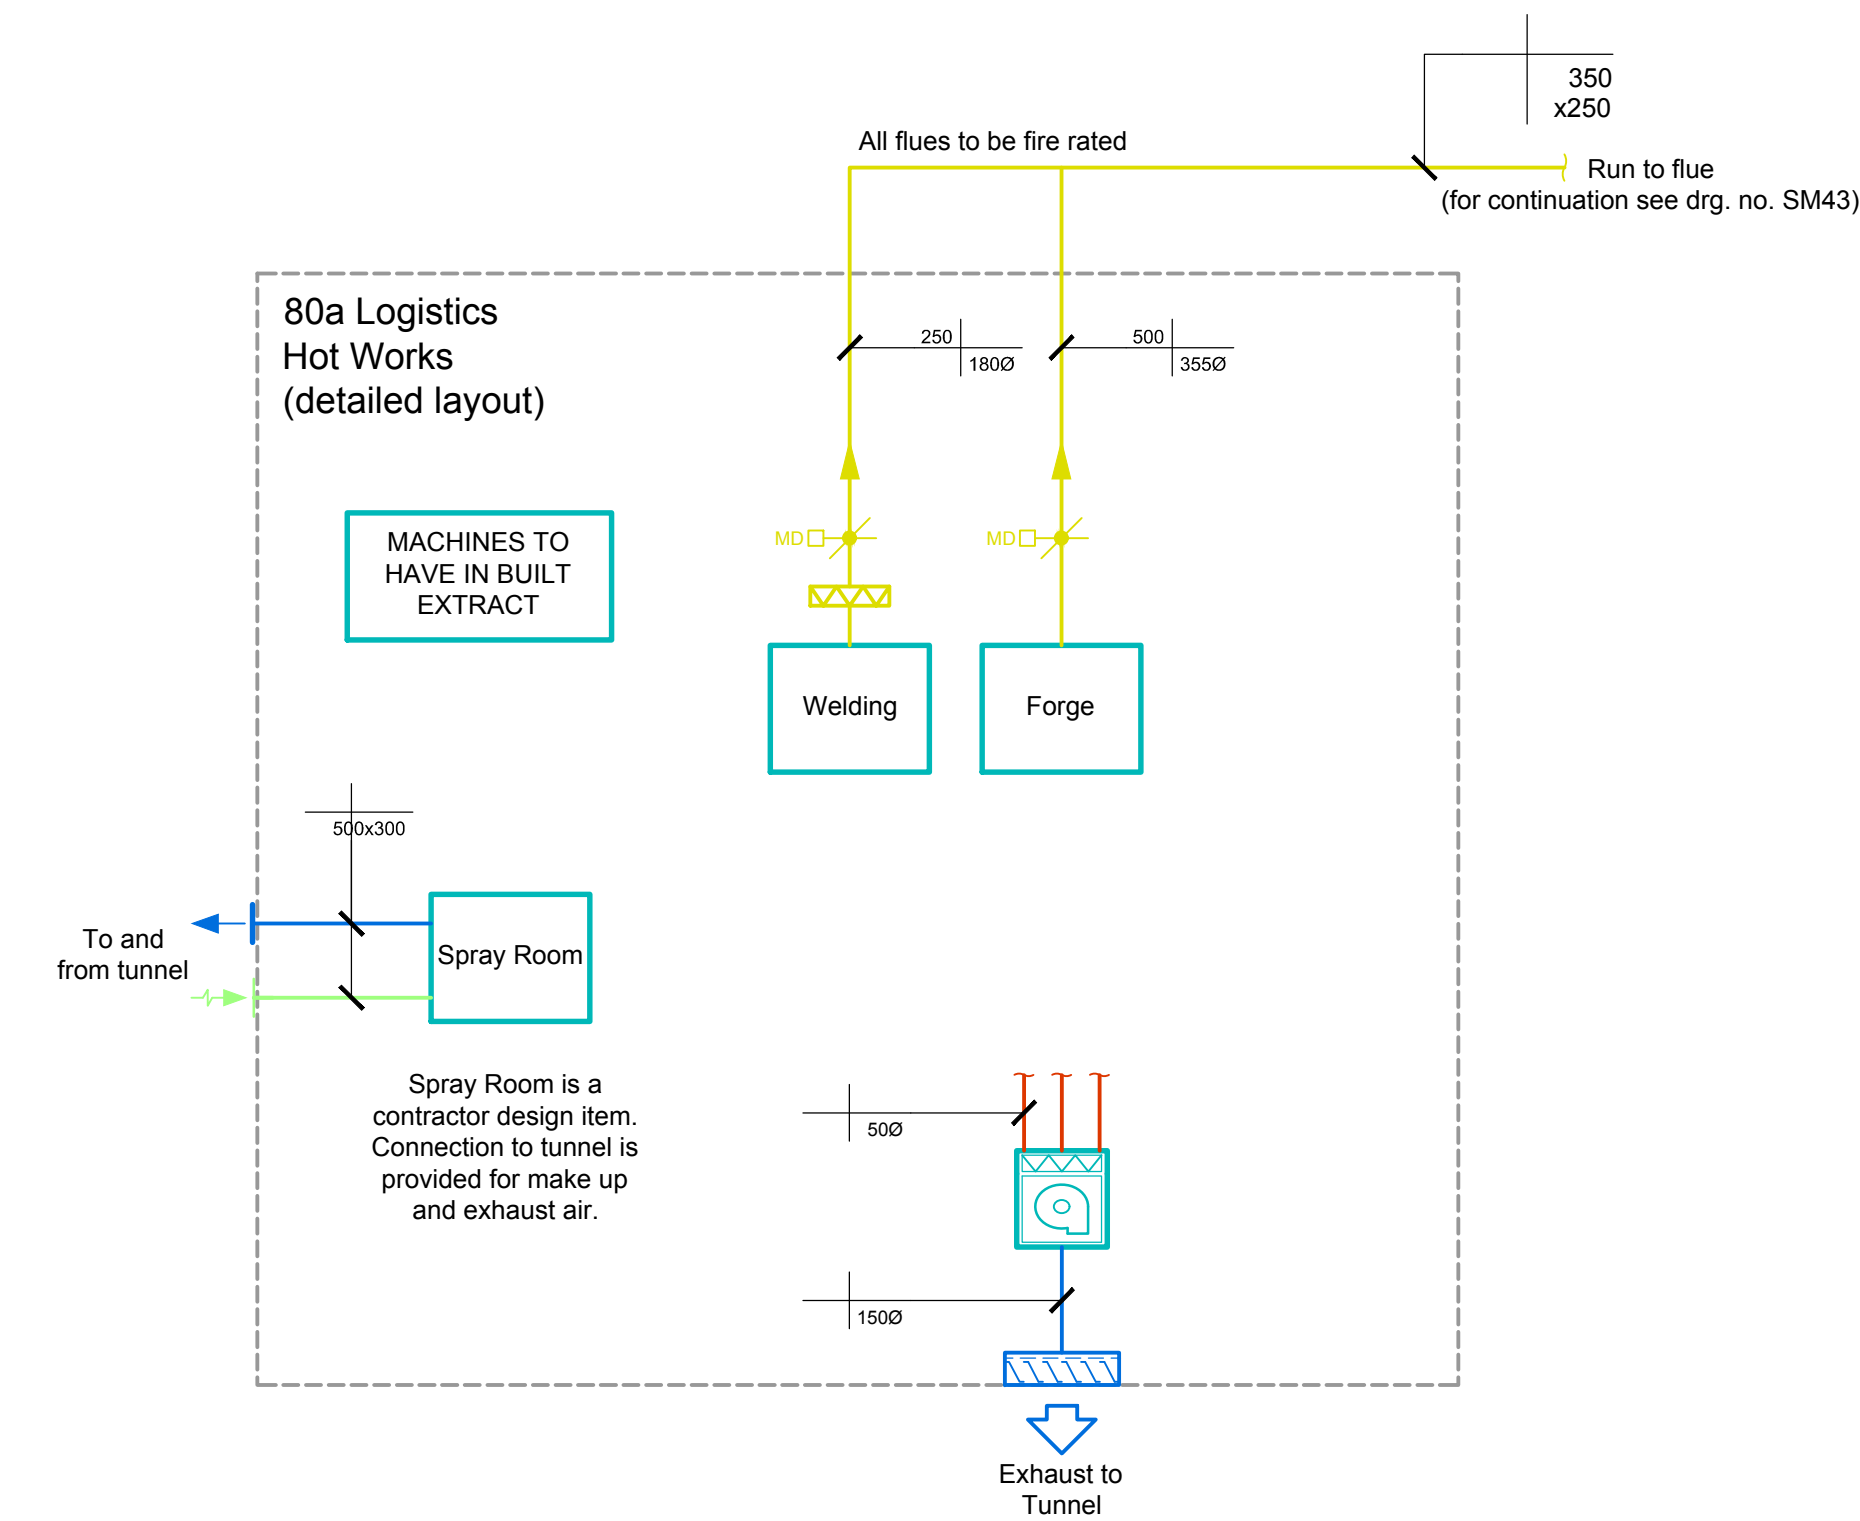 350
x250
All flues to be fire rated
Run to flue
(for continuation see drg. no. SM43)
80a Logistics
Hot Works
(detailed layout)
250
180Ø
500
355Ø
MACHINES TO
HAVE IN BUILT
EXTRACT
MD
MD
Welding
Forge
500x300
To and
from tunnel
Spray Room
Spray Room is a
contractor design item.
Connection to tunnel is
provided for make up
and exhaust air.
50Ø
150Ø
Exhaust to
Tunnel